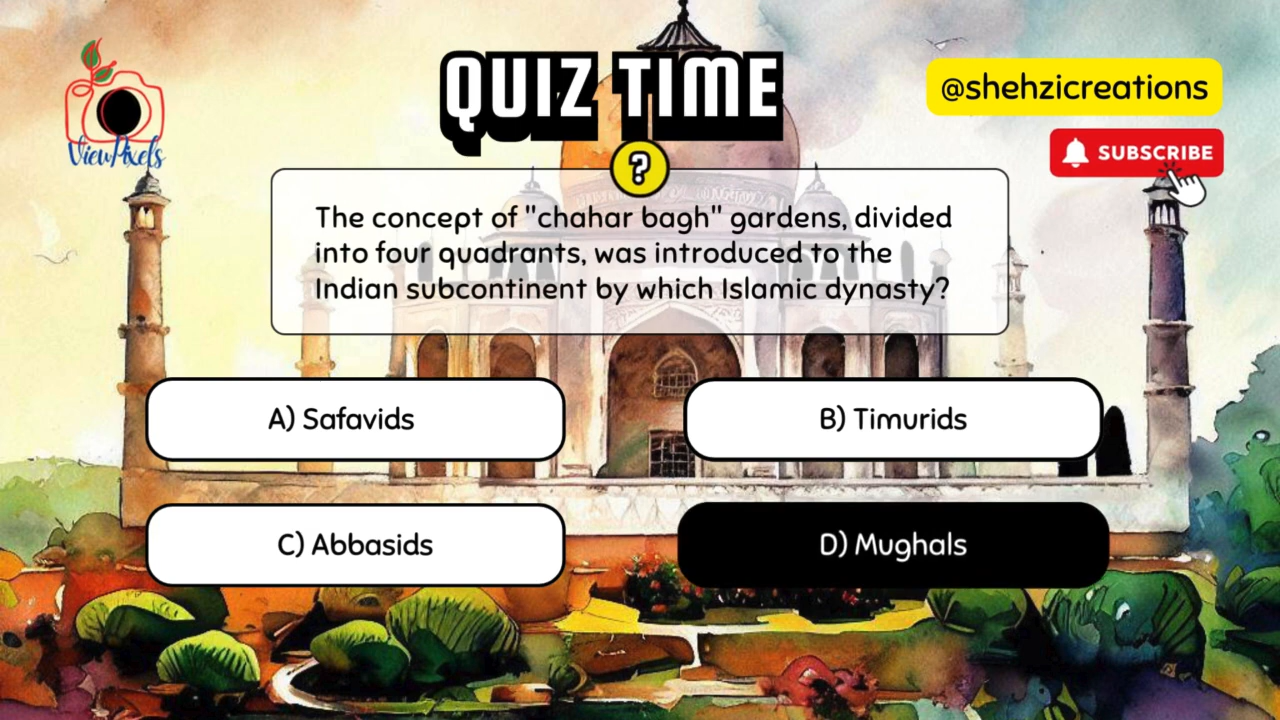 QUIZ TIME
@shehzicreations
ViewPixels
SUBSCRIBE
?
The concept of "chahar bagh" gardens, divided
into four quadrants, was introduced to the
Indian subcontinent by which Islamic dynasty?
A) Safavids
B) Timurids
C) Abbasids
D) Mughals